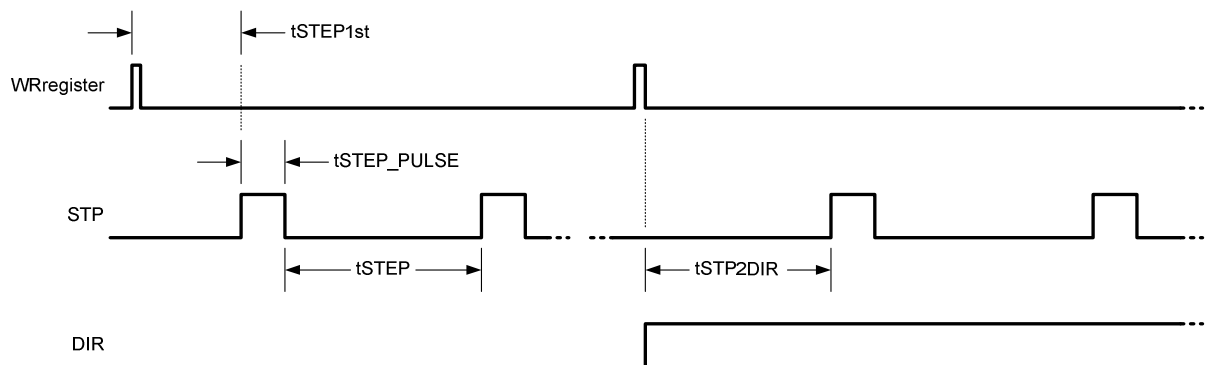 tSTEP1st
WRregister
tSTEP_PULSE
STP
tSTEP
tSTP2DIR
DIR